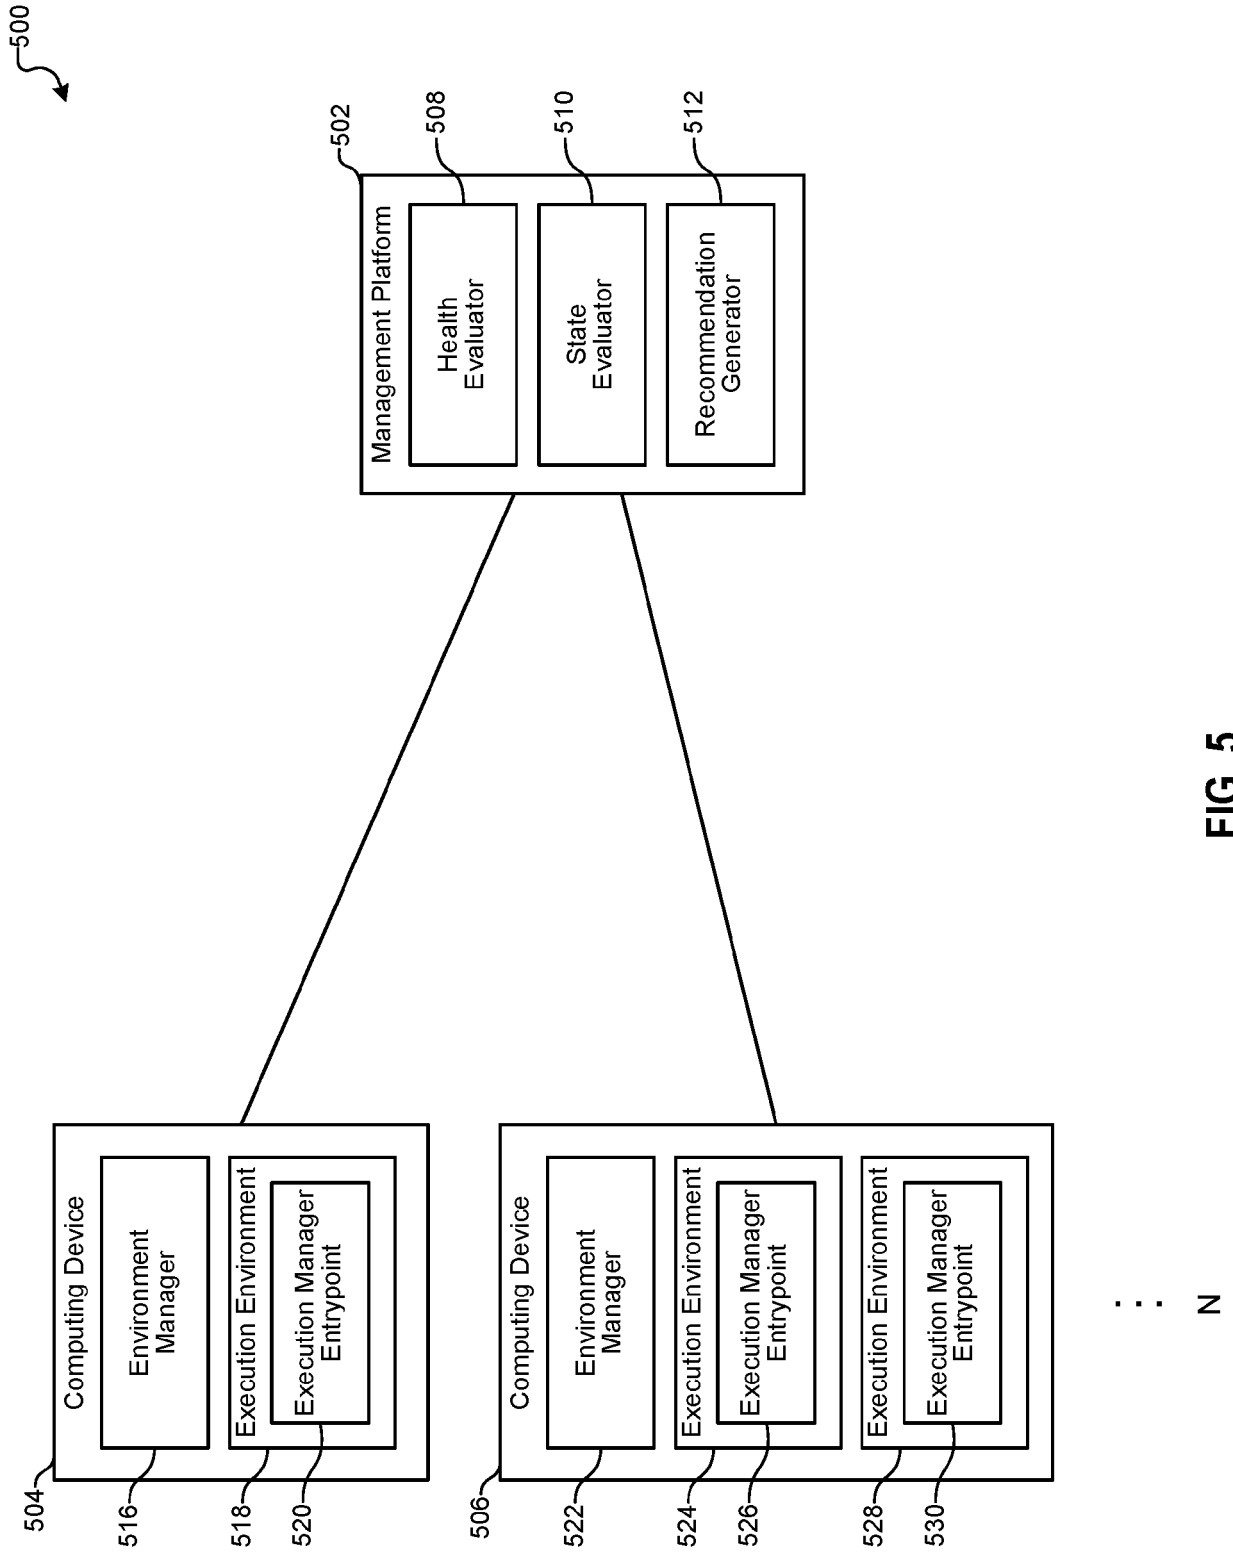 500
504
Computing Device
516
Environment
Manager
518
Execution Environment
520
Execution Manager
Entrypoint
506
Computing Device
522
Environment
Manager
524
Execution Environment
526
Execution Manager
Entrypoint
528
Execution Environment
530
Execution Manager
Entrypoint
. . .
N
502
Management Platform
508
Health
Evaluator
510
State
Evaluator
512
Recommendation
Generator
FIG. 5